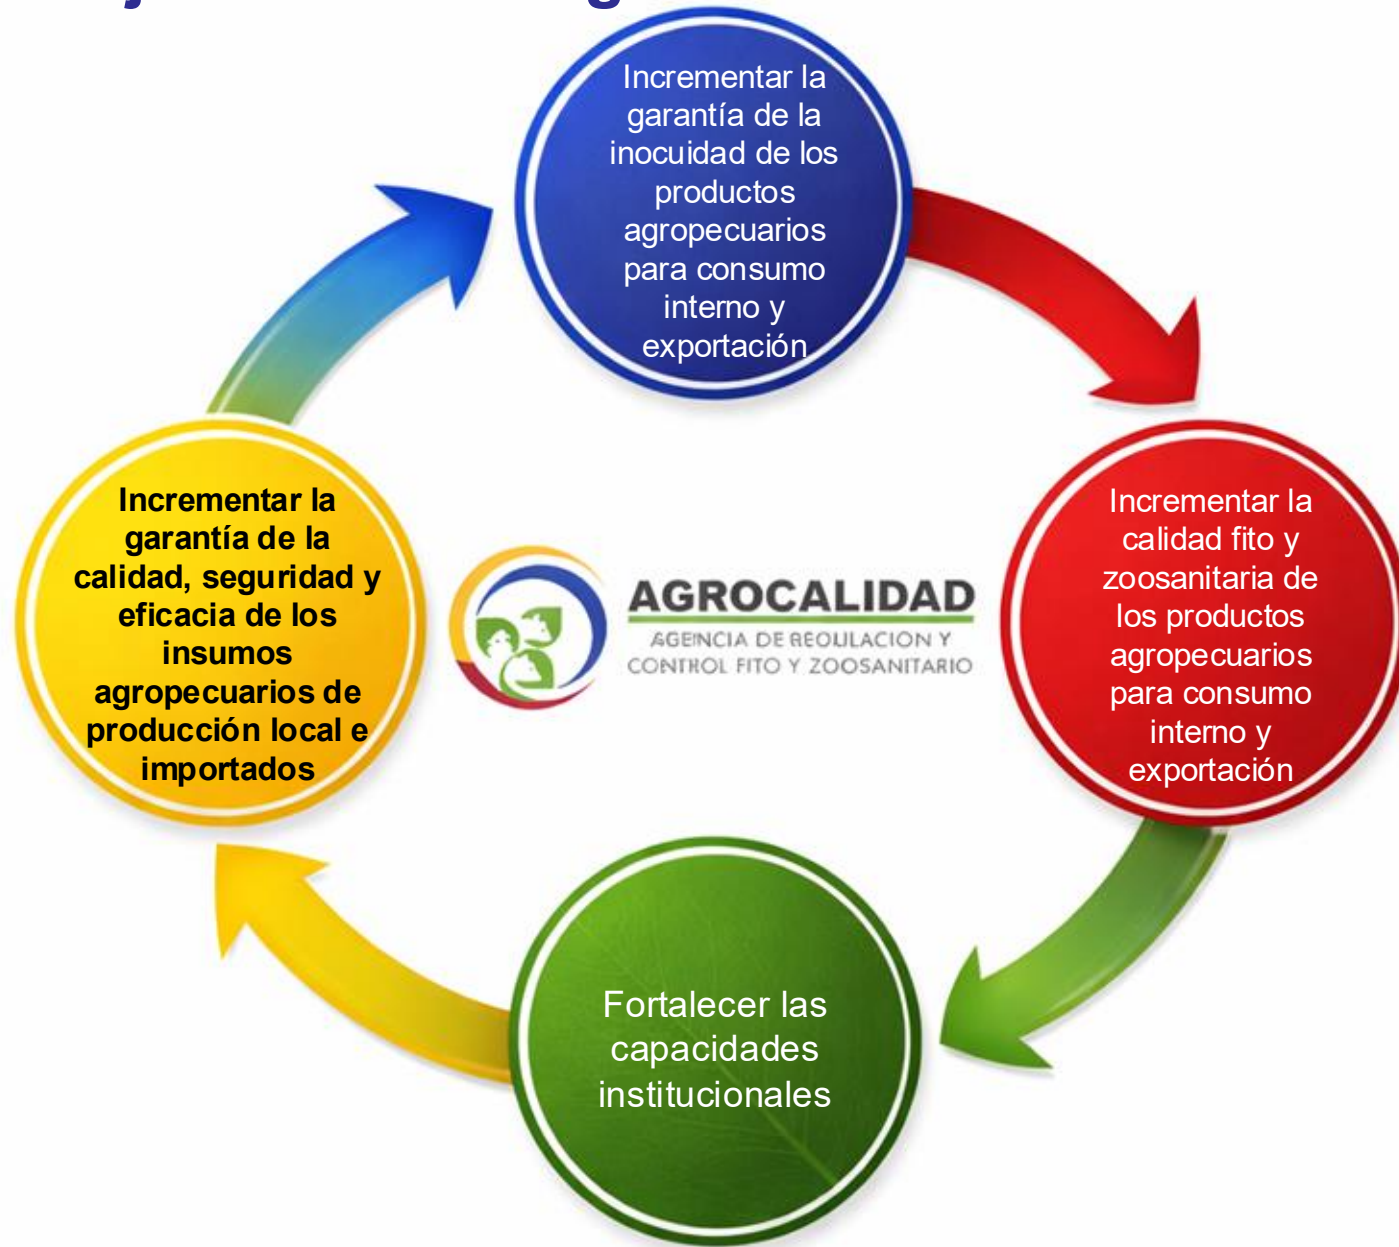 Incrementar la
garantía de la
inocuidad de los
productos
agropecuarios
para consumo
interno y
exportación
Incrementar la
calidad fito y
zoosanitaria de
los productos
agropecuarios
para consumo
interno y
exportación
Fortalecer las
capacidades
institucionales
Incrementar la
garantía de la
calidad, seguridad y
eficacia de los
insumos
agropecuarios de
producción local e
importados
AGROCALIDAD
AGEINCIA DE REOULACION Y
CONTROL FITO Y ZOOSANITARIO